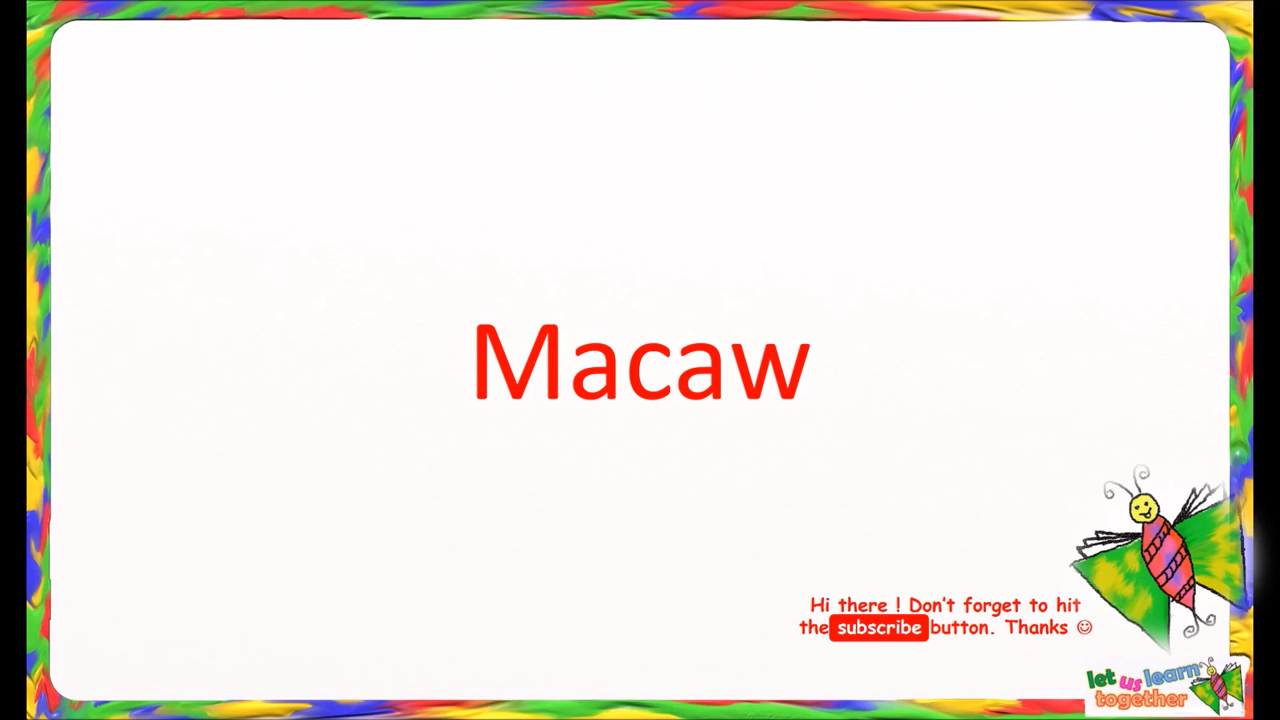 Macaw
Hi there ! Don't forget to hit
the subscribe button. Thanks ☺
let us learn
together